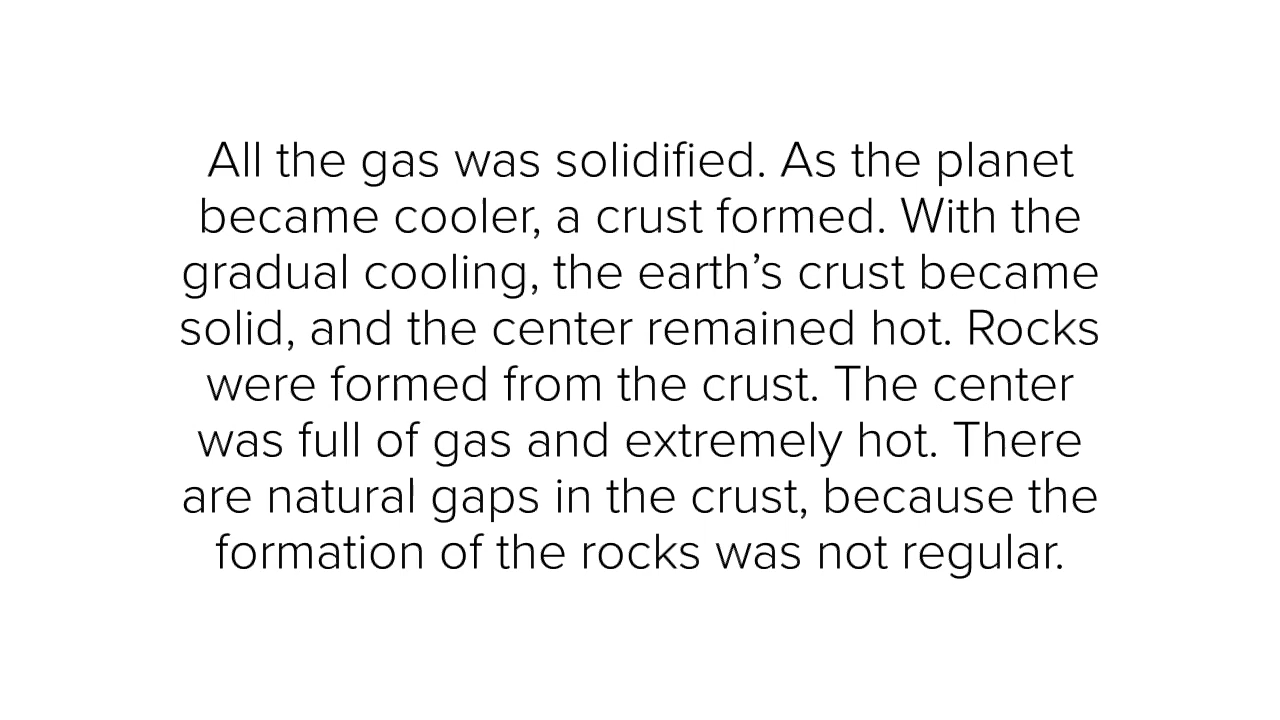 All the gas was solidified. As the planet
became cooler, a crust formed. With the
gradual cooling, the earth’s crust became
solid, and the center remained hot. Rocks
were formed from the crust. The center
was full of gas and extremely hot. There
are natural gaps in the crust, because the
formation of the rocks was not regular.